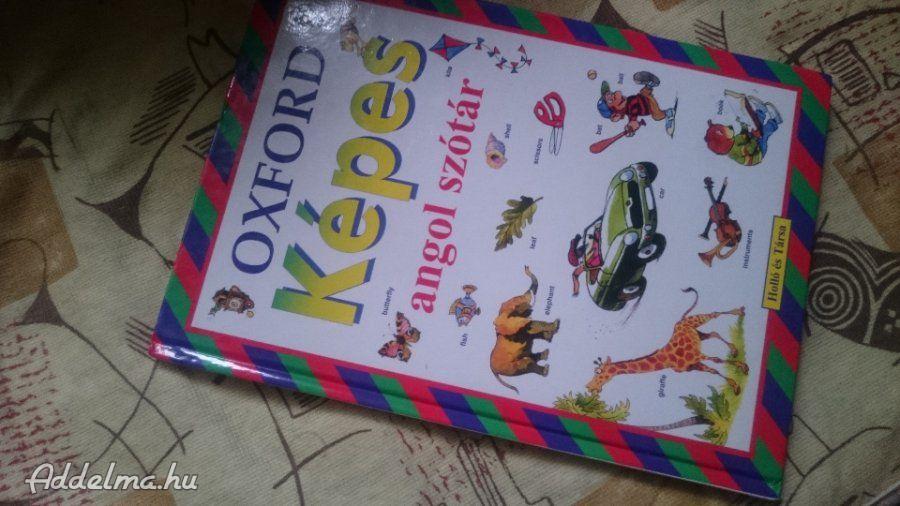 OXFORD
Képes
angol szótár
kite
bat
shell
scissors
bat
book
leaf
car
instruments
butterfly
fish
elephant
giraffe
Holló és Társa
Addelma.hu